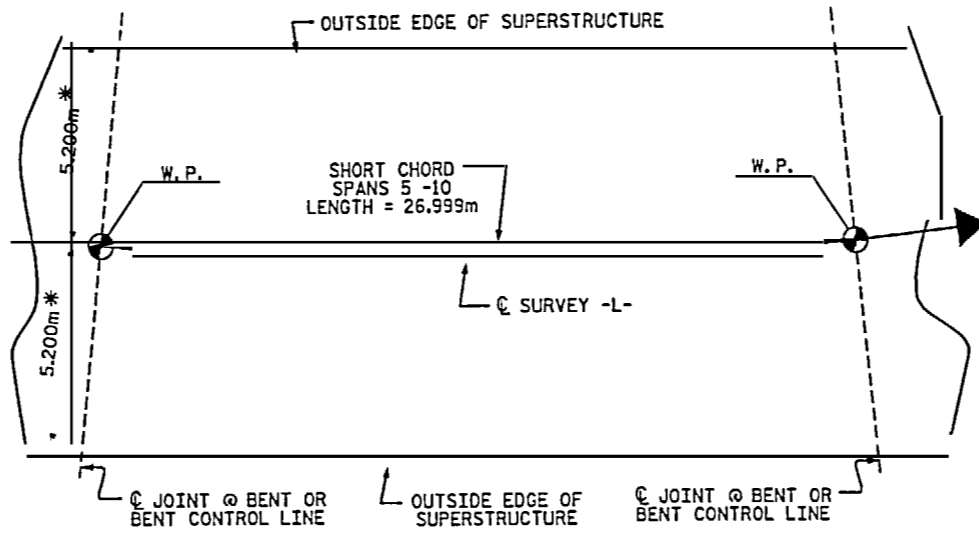 OUTSIDE EDGE OF SUPERSTRUCTURE
5.200m *
W.P.
SHORT CHORD
SPANS 5 -10
LENGTH = 26.999m
W.P.
℄ SURVEY -L-
5.200m *
℄ JOINT @ BENT OR
BENT CONTROL LINE
OUTSIDE EDGE OF
SUPERSTRUCTURE
℄ JOINT @ BENT OR
BENT CONTROL LINE